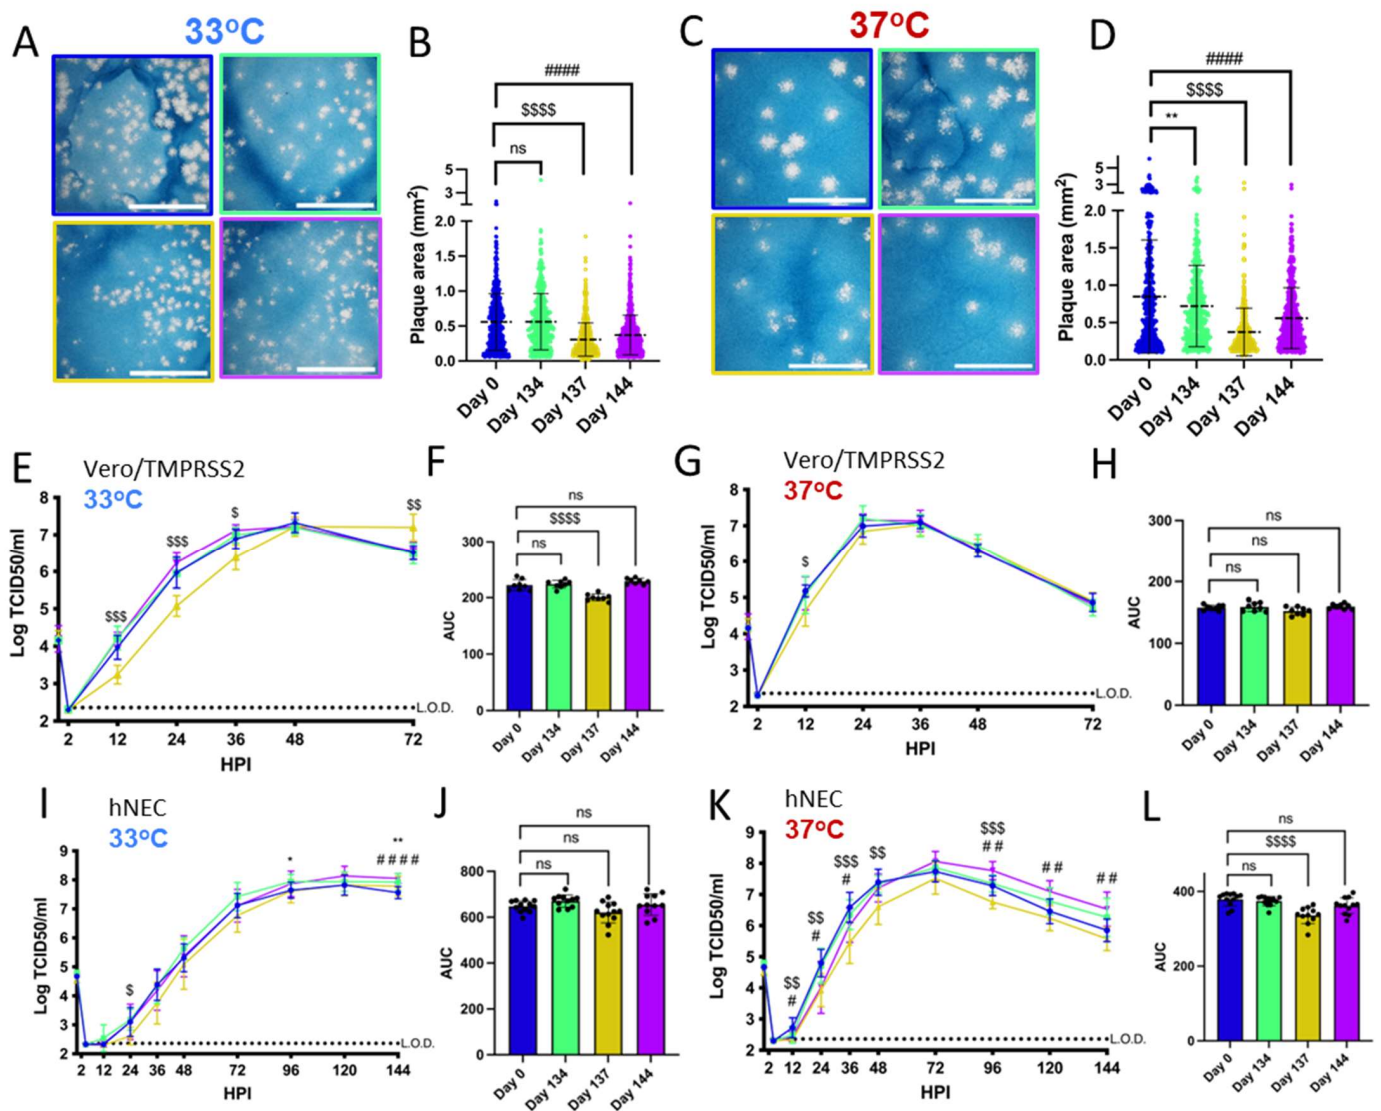 A
33°C
B
####
$$$$
ns
Plaque area (mm2)
5
3
2.0
1.5
1.0
0.5
0.0
Day 0
Day 134
Day 137
Day 144
C
37°C
D
####
$$$$
**
Plaque area (mm2)
5
3
2.0
1.5
1.0
0.5
0.0
Day 0
Day 134
Day 137
Day 144
E
Vero/TMPRSS2
33°C
Log TCID50/ml
8
7
6
5
4
3
2
$$$
$$$
$
$$
L.O.D.
2 12 24 36 48 72
HPI
F
ns
$$$$
ns
AUC
300
200
100
0
Day 0
Day 134
Day 137
Day 144
G
Vero/TMPRSS2
37°C
Log TCID50/ml
8
7
6
5
4
3
2
$
L.O.D.
2 12 24 36 48 72
HPI
H
ns
ns
ns
AUC
300
200
100
0
Day 0
Day 134
Day 137
Day 144
I
hNEC
33°C
Log TCID50/ml
9
8
7
6
5
4
3
2
$
*
**
####
L.O.D.
2 12 24 36 48 72 96 120 144
HPI
J
ns
ns
ns
AUC
800
600
400
200
0
Day 0
Day 134
Day 137
Day 144
K
hNEC
37°C
Log TCID50/ml
9
8
7
6
5
4
3
2
$$
#
$$
#
$$$
#
$$
$$$
##
##
##
L.O.D.
2 12 24 36 48 72 96 120 144
HPI
L
ns
$$$$
ns
AUC
400
200
0
Day 0
Day 134
Day 137
Day 144